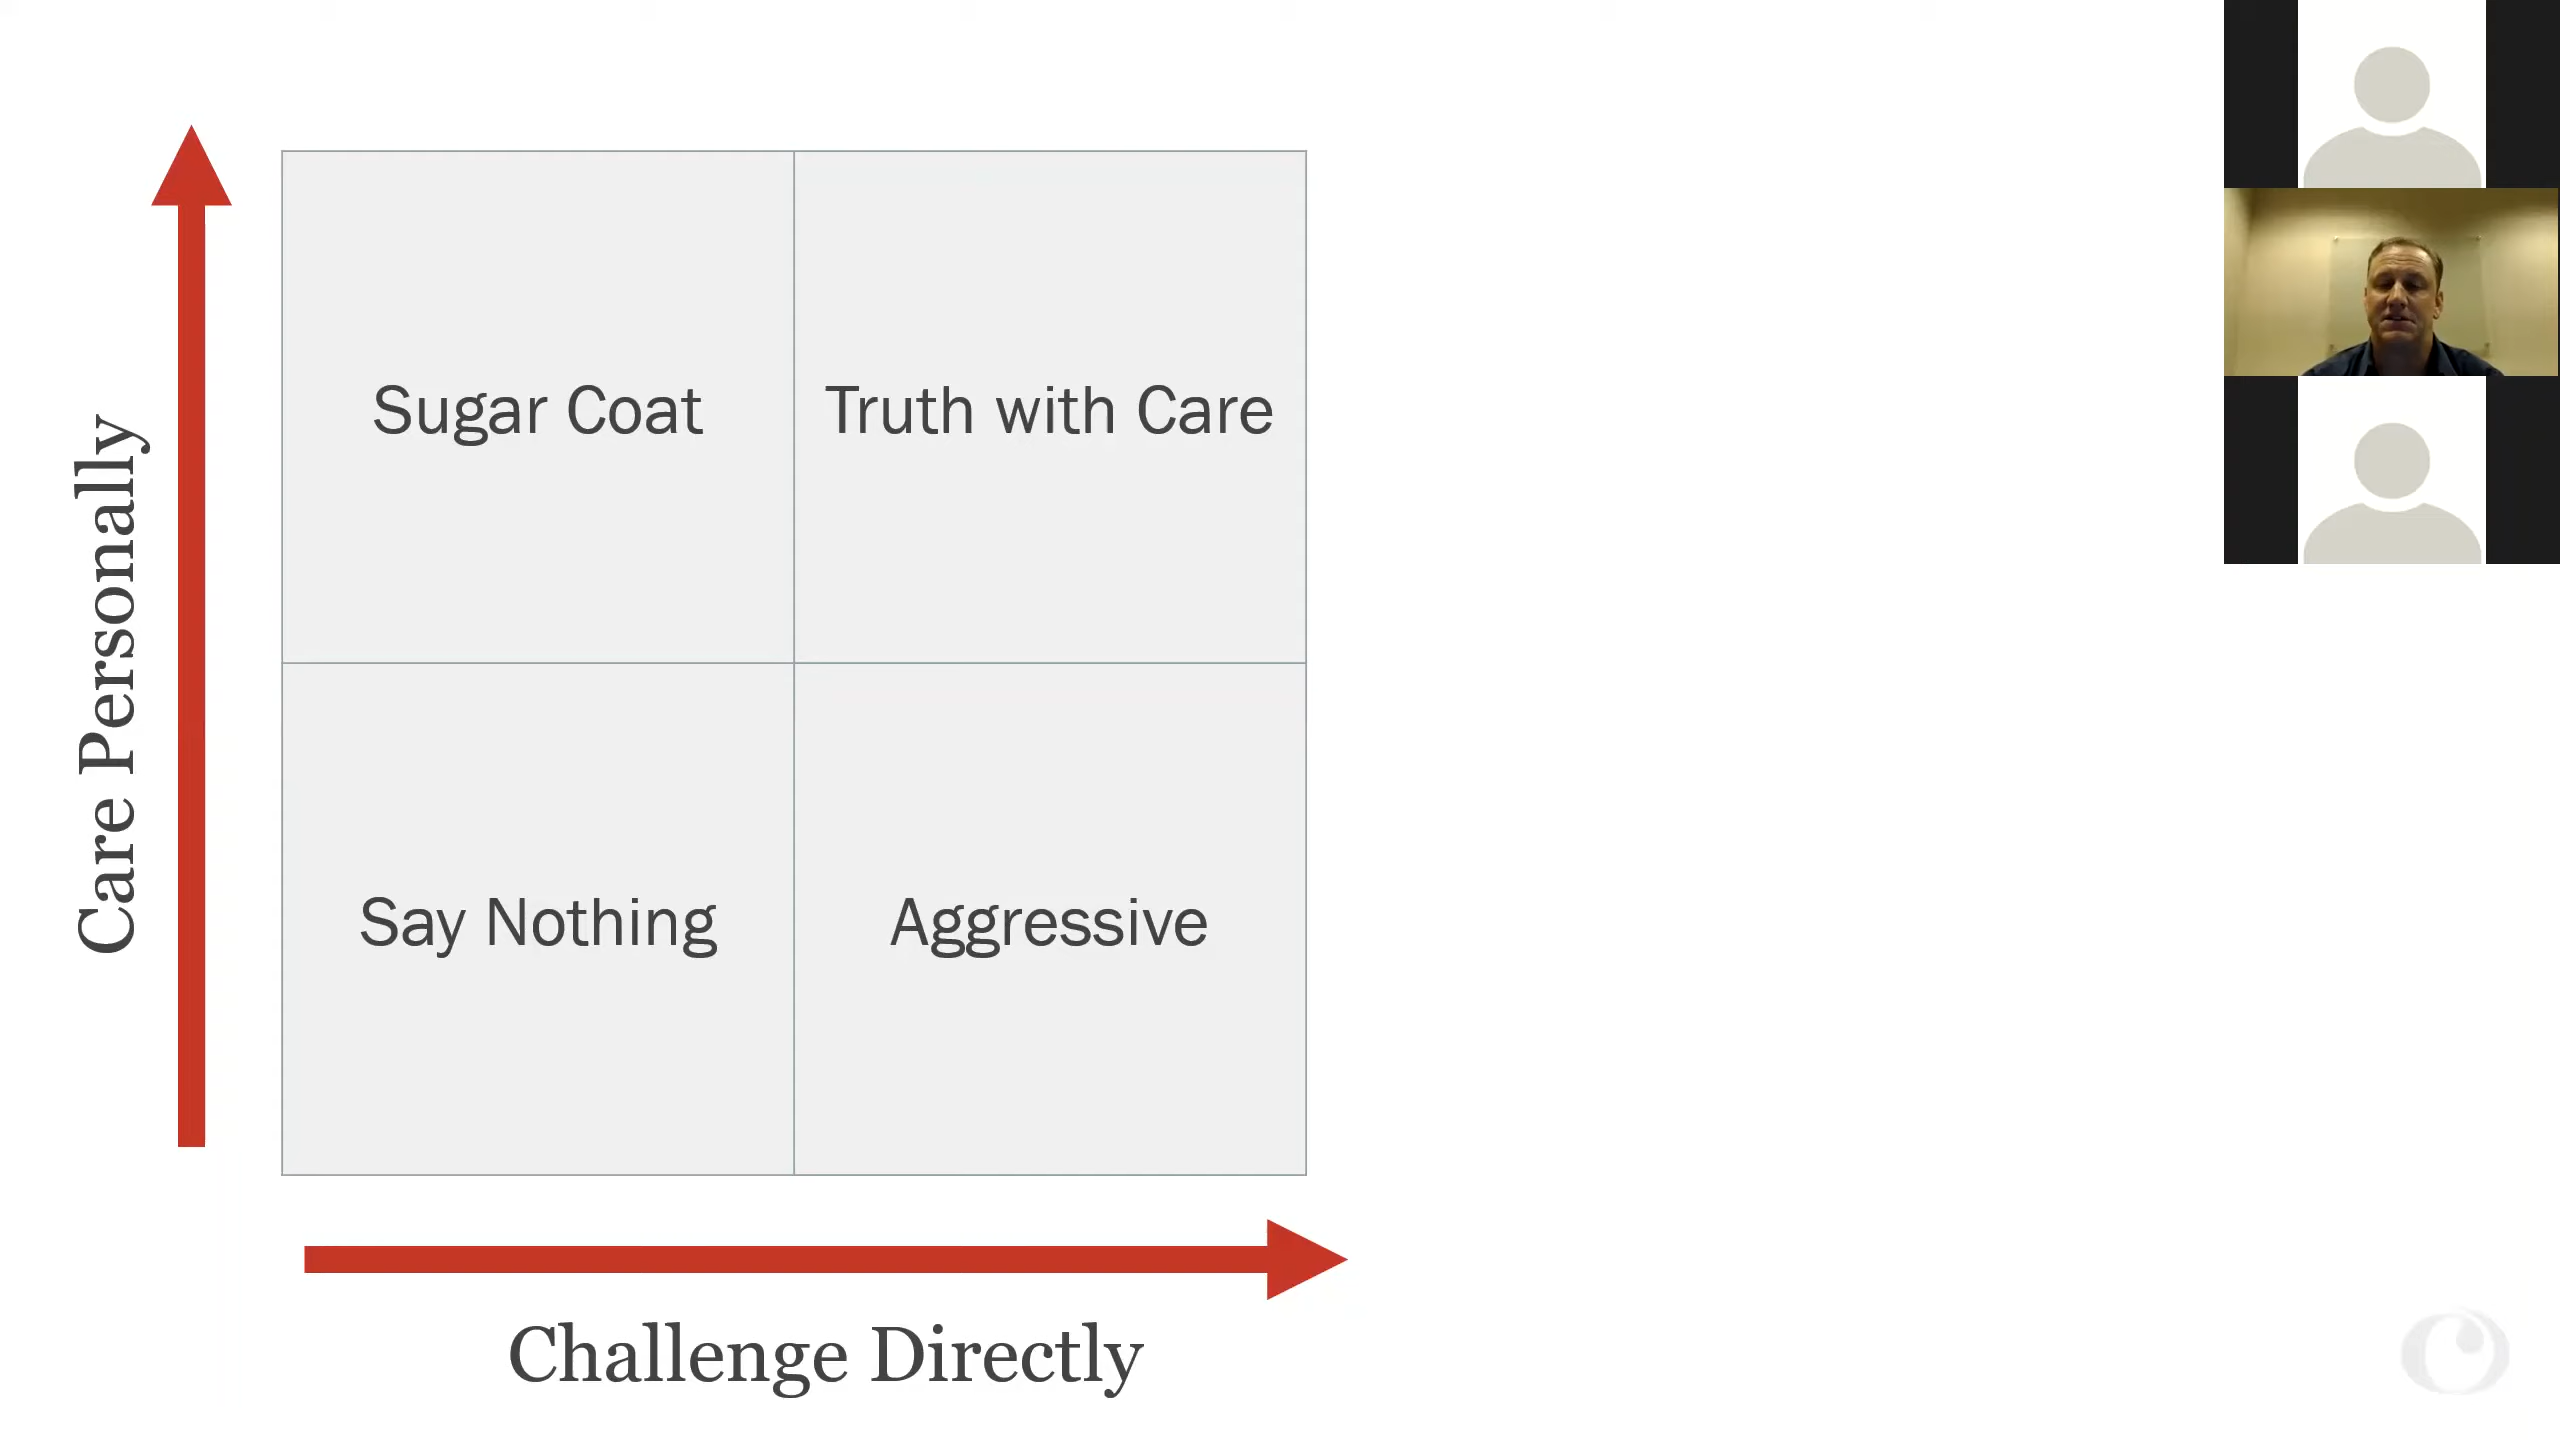 Care Personally
Sugar Coat
Truth with Care
Say Nothing
Aggressive
Challenge Directly